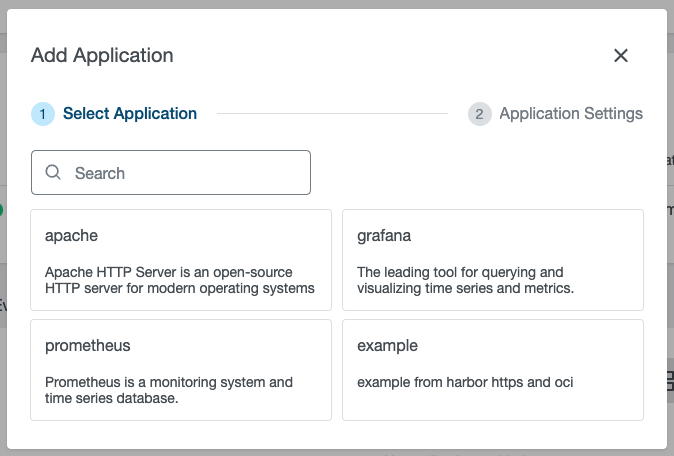 Add Application
1 Select Application
2 Application Settings
Search
apache
Apache HTTP Server is an open-source
HTTP server for modern operating systems
grafana
The leading tool for querying and
visualizing time series and metrics.
prometheus
Prometheus is a monitoring system and
time series database.
example
example from harbor https and oci